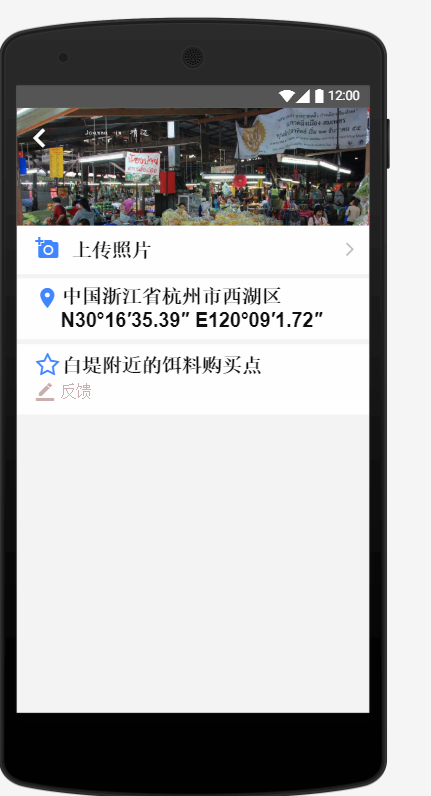 12:00
上传照片
中国浙江省杭州市西湖区
N30°16′35.39″ E120°09′1.72″
白堤附近的饵料购买点
反馈